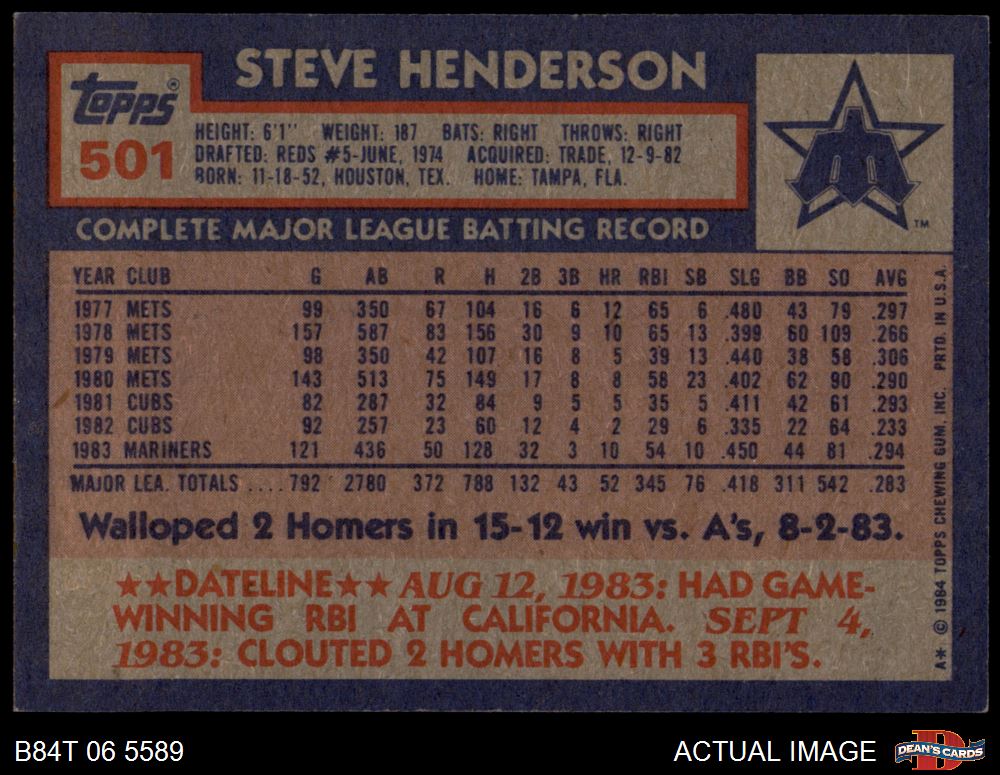 STEVE HENDERSON
Topps®
501
HEIGHT: 6'1" WEIGHT: 187 BATS: RIGHT THROWS: RIGHT
DRAFTED: REDS #5-JUNE, 1974 ACQUIRED: TRADE, 12-9-82
BORN: 11-18-52, HOUSTON, TEX. HOME: TAMPA, FLA.
TM
COMPLETE MAJOR LEAGUE BATTING RECORD
YEAR CLUB G AB R H 2B 3B HR RBI SB SLG BB SO AVG
1977 METS 99 350 67 104 16 6 12 65 6 .480 43 79 .297
1978 METS 157 587 83 156 30 9 10 65 13 .399 60 109 .266
1979 METS 98 350 42 107 16 8 5 39 13 .440 38 58 .306
1980 METS 143 513 75 149 17 8 8 58 23 .402 62 90 .290
1981 CUBS 82 287 32 84 9 5 5 35 5 .411 42 61 .293
1982 CUBS 92 257 23 60 12 4 2 29 6 .335 22 64 .233
1983 MARINERS 121 436 50 128 32 3 10 54 10 .450 44 81 .294
MAJOR LEA. TOTALS .... 792 2780 372 788 132 43 52 345 76 .418 311 542 .283
Walloped 2 Homers in 15-12 win vs. A's, 8-2-83.
★★DATELINE★★ AUG 12, 1983: HAD GAME-
WINNING RBI AT CALIFORNIA. SEPT 4,
1983: CLOUTED 2 HOMERS WITH 3 RBI'S.
A* © 1984 TOPPS CHEWING GUM, INC. PRTD. IN U.S.A.
B84T 06 5589
ACTUAL IMAGE
DEAN'S CARDS